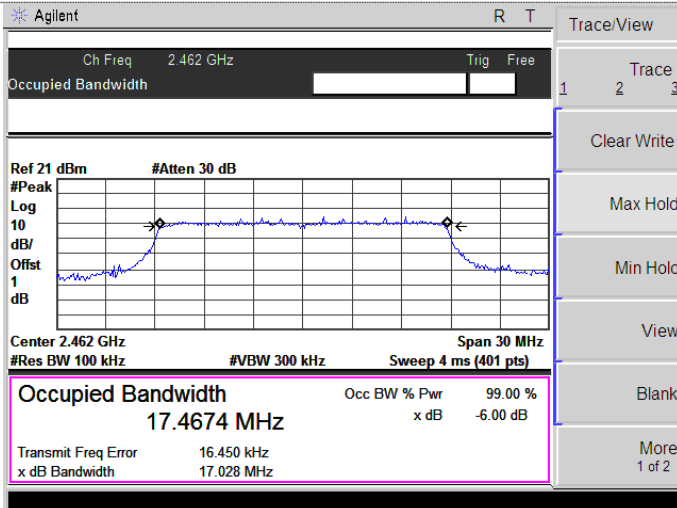 Agilent R T
Trace/View
Ch Freq 2.462 GHz Trig Free
Occupied Bandwidth
Trace
1 2 3
Clear Write
Ref 21 dBm #Atten 30 dB
#Peak
Log
10
dB/
Offst
1
dB
Max Hold
Min Hold
View
Center 2.462 GHz Span 30 MHz
#Res BW 100 kHz #VBW 300 kHz Sweep 4 ms (401 pts)
Occupied Bandwidth Occ BW % Pwr 99.00 %
17.4674 MHz x dB -6.00 dB
Transmit Freq Error 16.450 kHz
x dB Bandwidth 17.028 MHz
Blank
More
1 of 2